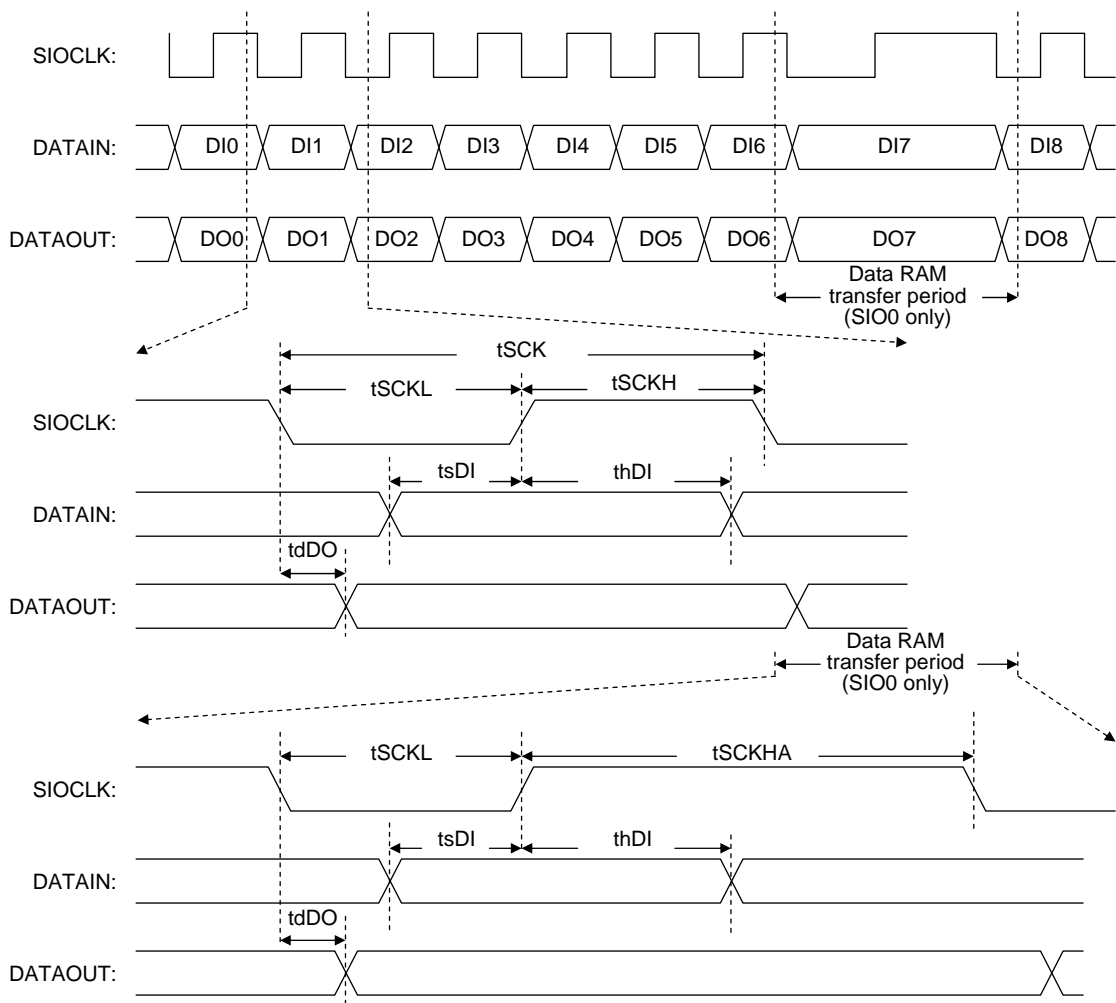 SIOCLK:
DATAIN:
DI0 DI1 DI2 DI3 DI4 DI5 DI6 DI7 DI8
DATAOUT:
DO0 DO1 DO2 DO3 DO4 DO5 DO6 DO7 DO8
Data RAM
transfer period
(SIO0 only)
tSCK
tSCKL tSCKH
SIOCLK:
tsDI thDI
DATAIN:
tdDO
DATAOUT:
Data RAM
transfer period
(SIO0 only)
tSCKL tSCKHA
SIOCLK:
tsDI thDI
DATAIN:
tdDO
DATAOUT: